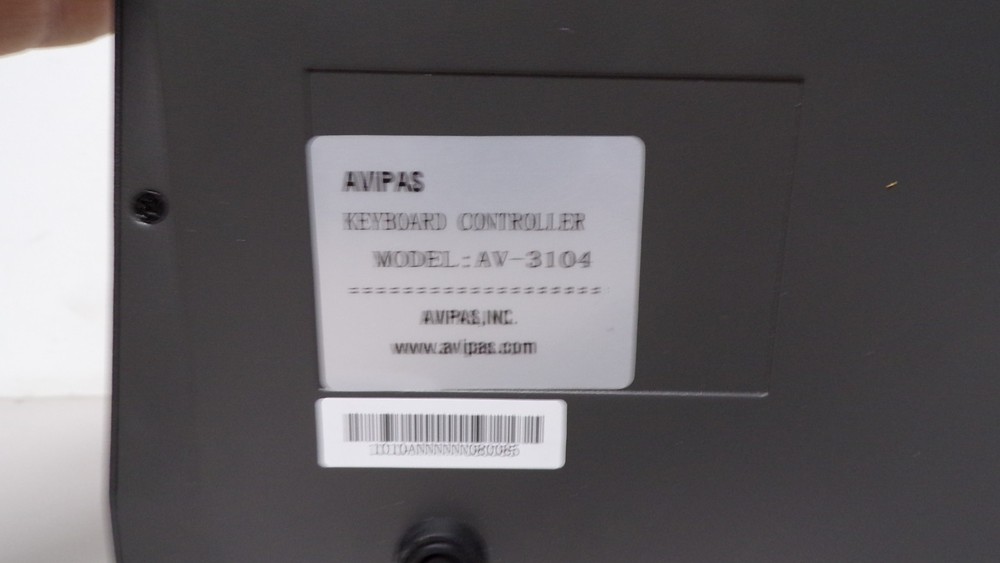 AVIPAS
KEYBOARD CONTROLLER
MODEL:AV-3104
AVIPAS,INC.
www.avipas.com